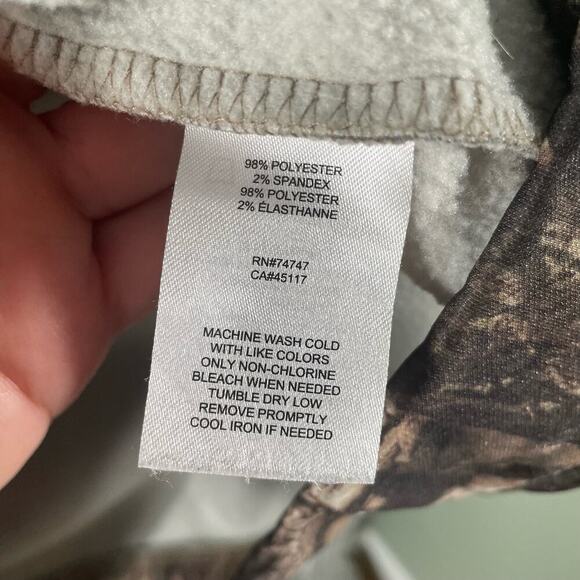 98% POLYESTER
2% SPANDEX
98% POLYESTER
2% ÉLASTHANNE
RN#74747
CA#45117
MACHINE WASH COLD
WITH LIKE COLORS
ONLY NON-CHLORINE
BLEACH WHEN NEEDED
TUMBLE DRY LOW
REMOVE PROMPTLY
COOL IRON IF NEEDED